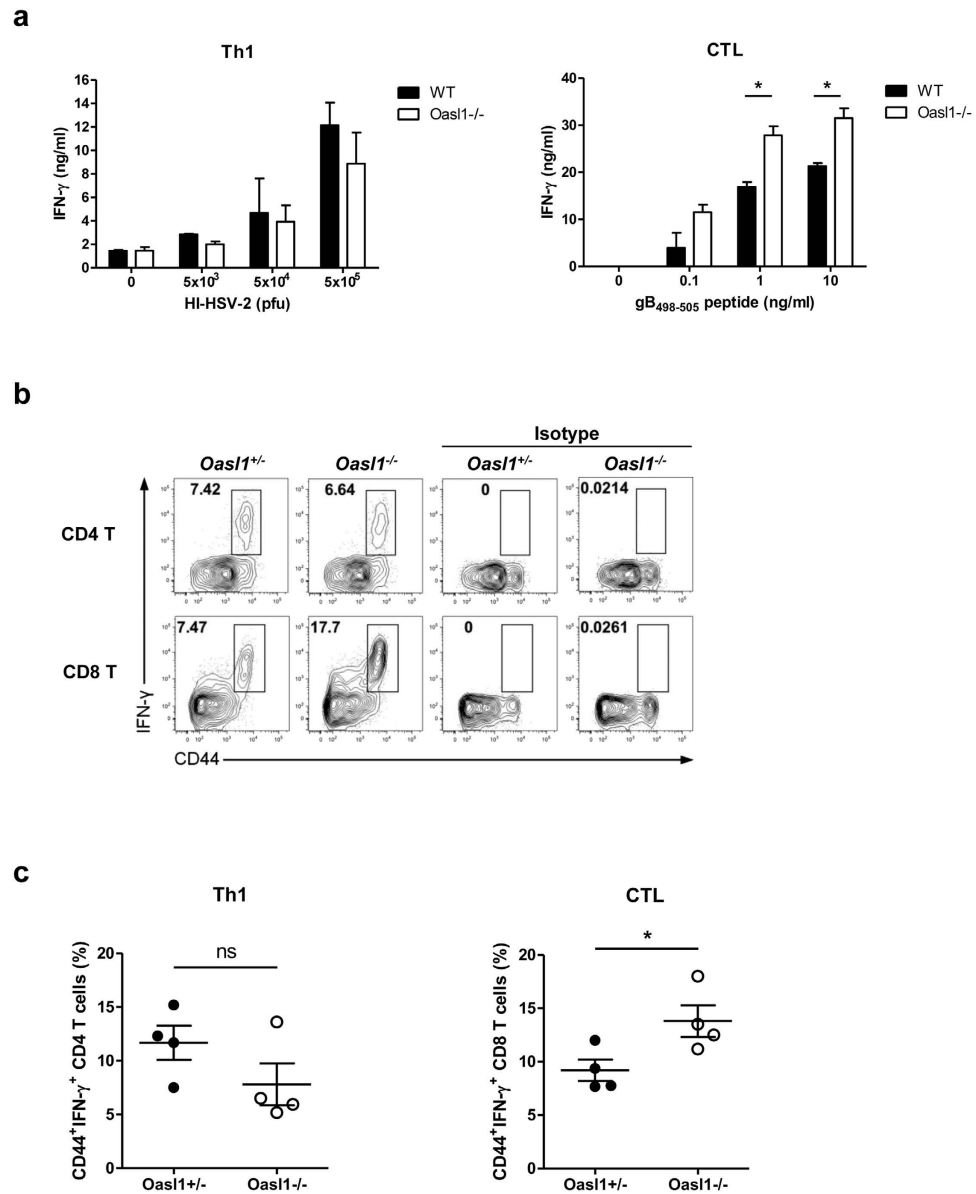 a
Th1
16
14
12
10
8
6
4
2
0
IFN-γ (ng/ml)
WT
Oasl1-/-
0
5x10³
5x10⁴
5x10⁵
HI-HSV-2 (pfu)
CTL
40
30
20
10
0
IFN-γ (ng/ml)
*
*
WT
Oasl1-/-
0
0.1
1
10
gB₄₉₈₋₅₀₅ peptide (ng/ml)
b
Isotype
Oasl1⁺/⁻
Oasl1⁻/⁻
Oasl1⁺/⁻
Oasl1⁻/⁻
CD4 T
7.42
6.64
0
0.0214
CD8 T
7.47
17.7
0
0.0261
IFN-γ
CD44
c
Th1
20
15
10
5
0
CD44⁺IFN-γ⁺ CD4 T cells (%)
ns
Oasl1+/-
Oasl1-/-
CTL
20
15
10
5
0
CD44⁺IFN-γ⁺ CD8 T cells (%)
*
Oasl1+/-
Oasl1-/-